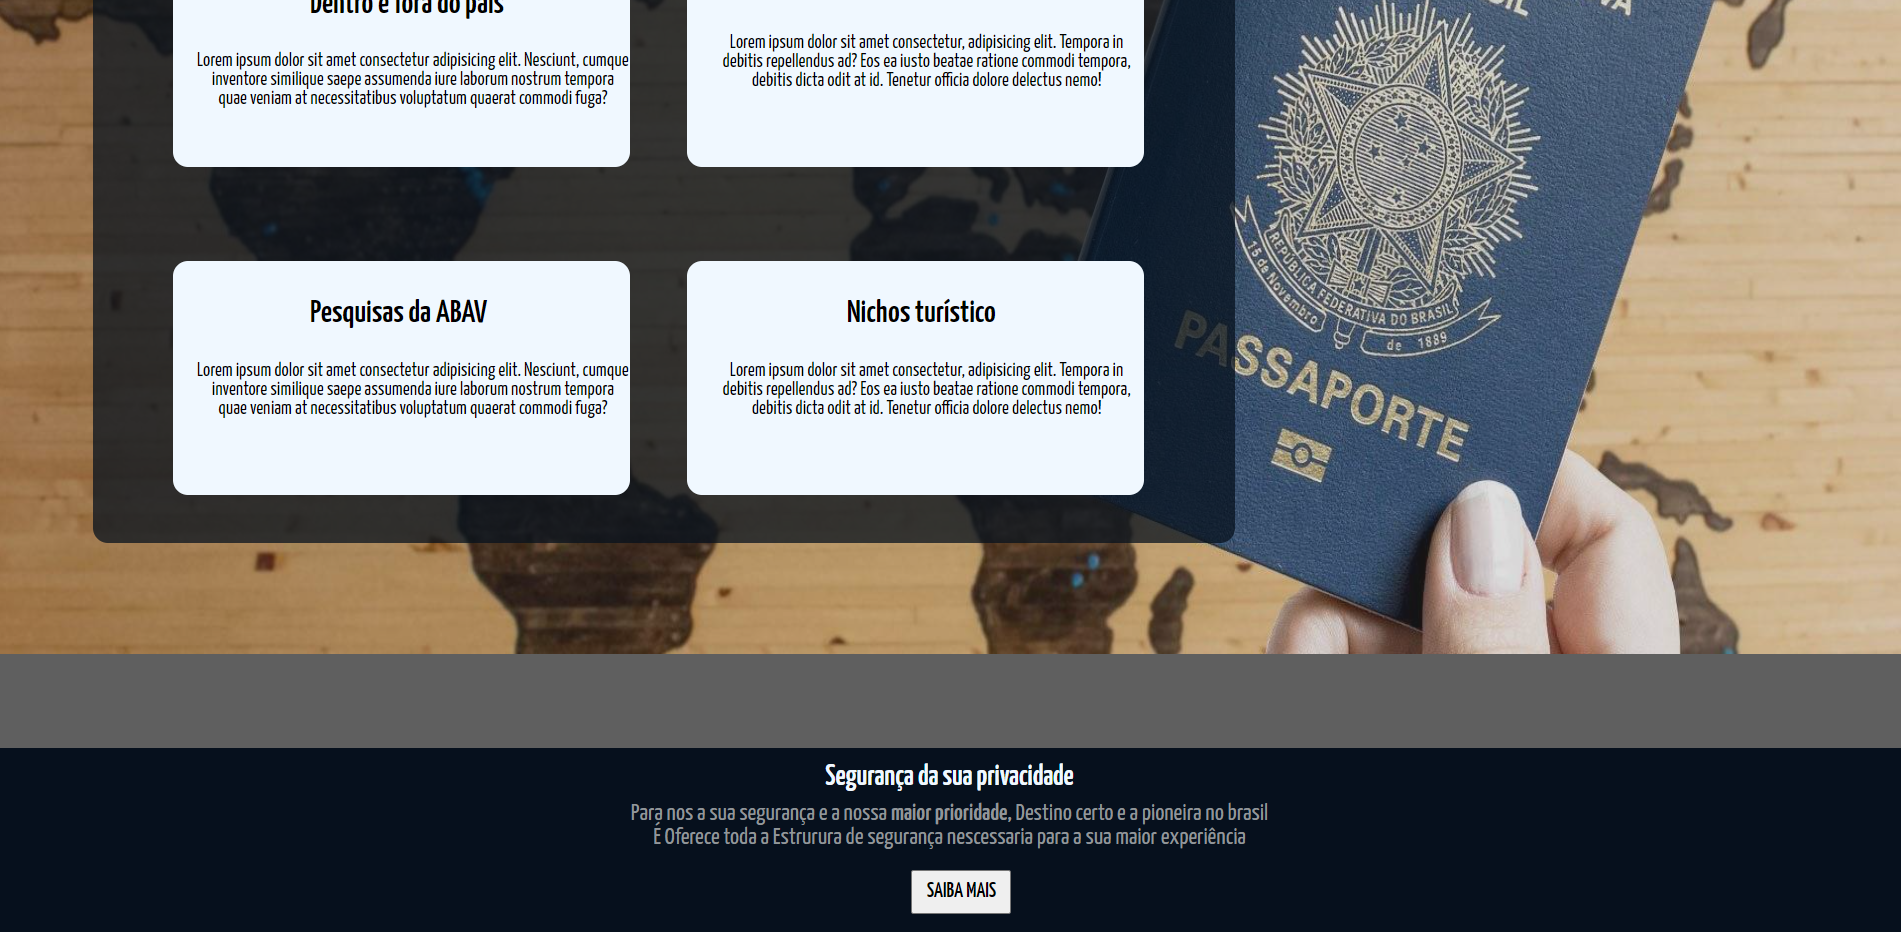 Dentro e fora do país
Lorem ipsum dolor sit amet consectetur adipisicing elit. Nesciunt, cumque
inventore similique saepe assumenda iure laborum nostrum tempora
quae veniam at necessitatibus voluptatum quaerat commodi fuga?
Lorem ipsum dolor sit amet consectetur, adipisicing elit. Tempora in
debitis repellendus ad? Eos ea iusto beatae ratione commodi tempora,
debitis dicta odit at id. Tenetur officia dolore delectus nemo!
Pesquisas da ABAV
Lorem ipsum dolor sit amet consectetur adipisicing elit. Nesciunt, cumque
inventore similique saepe assumenda iure laborum nostrum tempora
quae veniam at necessitatibus voluptatum quaerat commodi fuga?
Nichos turístico
Lorem ipsum dolor sit amet consectetur, adipisicing elit. Tempora in
debitis repellendus ad? Eos ea iusto beatae ratione commodi tempora,
debitis dicta odit at id. Tenetur officia dolore delectus nemo!
REPÚBLICA FEDERATIVA DO BRASIL
15 de Novembro
de 1889
PASSAPORTE
Segurança da sua privacidade
Para nos a sua segurança e a nossa maior prioridade, Destino certo e a pioneira no brasil
É Oferece toda a Estrurura de segurança nescessaria para a sua maior experiência
SAIBA MAIS